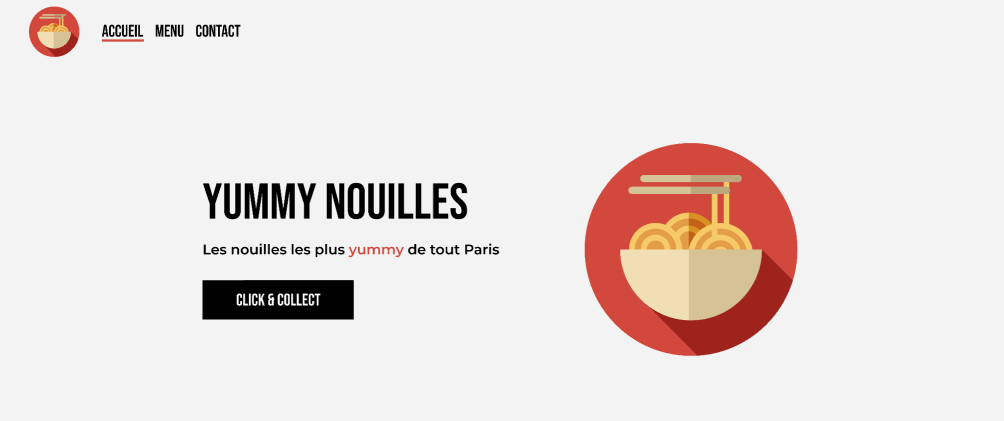 ACCUEIL MENU CONTACT
YUMMY NOUILLES
Les nouilles les plus yummy de tout Paris
CLICK & COLLECT